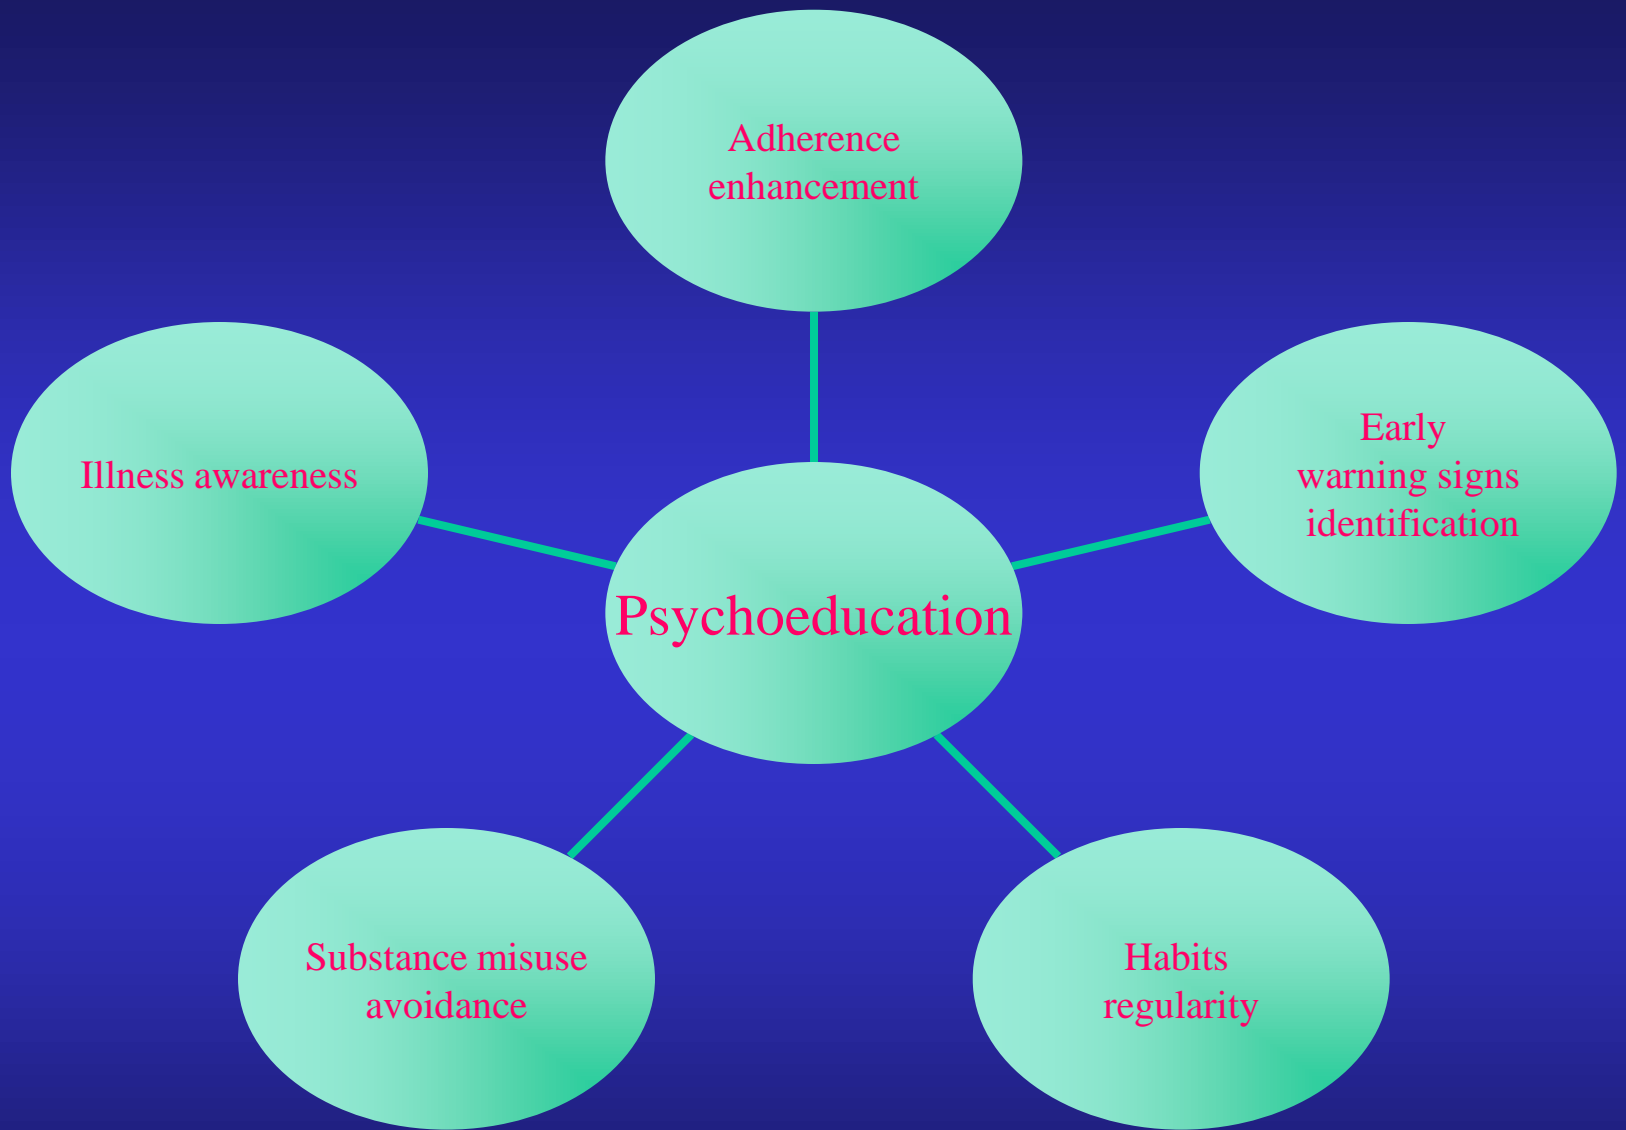 Adherence
enhancement
Illness awareness
Early
warning signs
identification
Psychoeducation
Substance misuse
avoidance
Habits
regularity